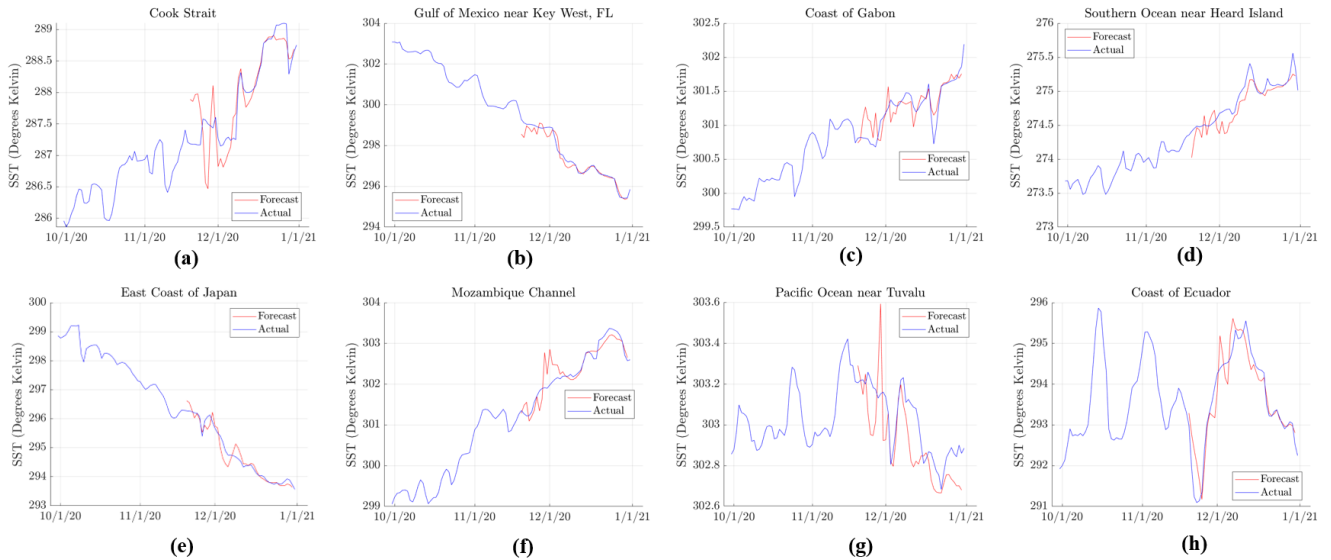 Cook Strait
289
288.5
288
287.5
287
286.5
286
SST (Degrees Kelvin)
Forecast
Actual
10/1/20 11/1/20 12/1/20 1/1/21
(a)
Gulf of Mexico near Key West, FL
304
302
300
298
296
294
SST (Degrees Kelvin)
Forecast
Actual
10/1/20 11/1/20 12/1/20 1/1/21
(b)
Coast of Gabon
302.5
302
301.5
301
300.5
300
299.5
SST (Degrees Kelvin)
Forecast
Actual
10/1/20 11/1/20 12/1/20 1/1/21
(c)
Southern Ocean near Heard Island
276
275.5
275
274.5
274
273.5
273
SST (Degrees Kelvin)
Forecast
Actual
10/1/20 11/1/20 12/1/20 1/1/21
(d)
East Coast of Japan
300
299
298
297
296
295
294
293
SST (Degrees Kelvin)
Forecast
Actual
10/1/20 11/1/20 12/1/20 1/1/21
(e)
Mozambique Channel
304
303
302
301
300
299
SST (Degrees Kelvin)
Forecast
Actual
10/1/20 11/1/20 12/1/20 1/1/21
(f)
Pacific Ocean near Tuvalu
303.6
303.4
303.2
303
302.8
302.6
SST (Degrees Kelvin)
Forecast
Actual
10/1/20 11/1/20 12/1/20 1/1/21
(g)
Coast of Ecuador
296
295
294
293
292
291
SST (Degrees Kelvin)
Forecast
Actual
10/1/20 11/1/20 12/1/20 1/1/21
(h)